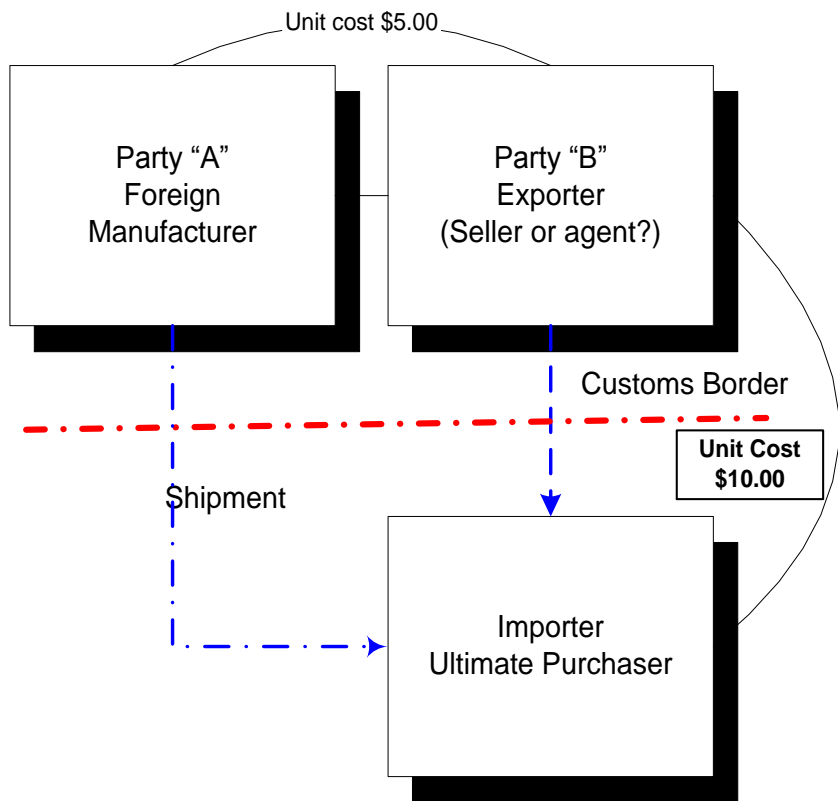 Unit cost $5.00
Party “A”
Foreign
Manufacturer
Party “B”
Exporter
(Seller or agent?)
Customs Border
Unit Cost
$10.00
Shipment
Importer
Ultimate Purchaser